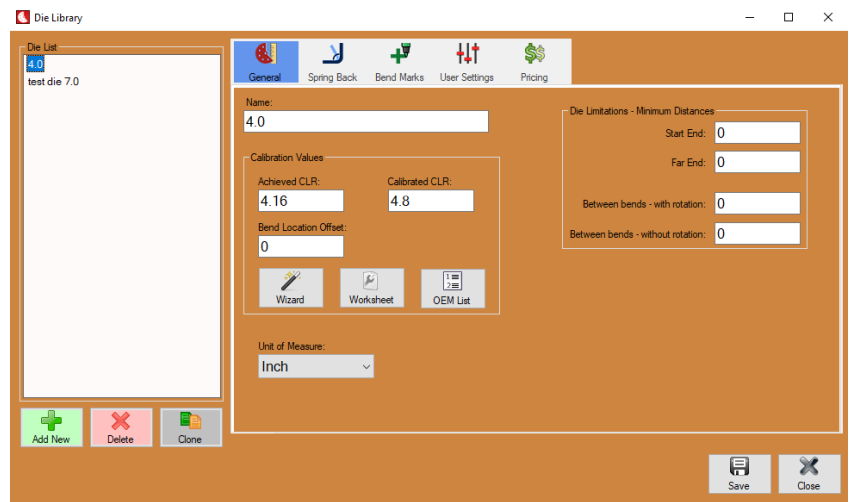 Die Library
Die List
4.0
test die 7.0
General
Spring Back
Bend Marks
User Settings
Pricing
Name:
4.0
Calibration Values
Achieved CLR:
Calibrated CLR:
4.16
4.8
Bend Location Offset:
0
Wizard
Worksheet
OEM List
Unit of Measure:
Inch
Die Limitations - Minimum Distances
Start End:
0
Far End:
0
Between bends - with rotation:
0
Between bends - without rotation:
0
Add New
Delete
Clone
Save
Close